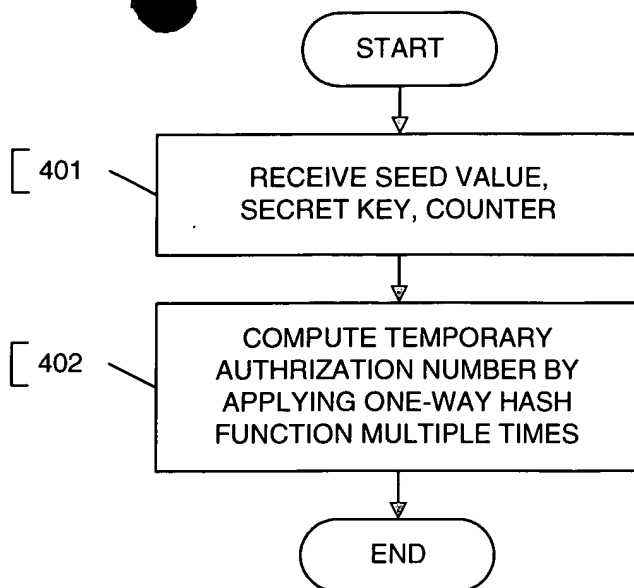 START
401
RECEIVE SEED VALUE,
SECRET KEY, COUNTER
402
COMPUTE TEMPORARY
AUTHRIZATION NUMBER BY
APPLYING ONE-WAY HASH
FUNCTION MULTIPLE TIMES
END